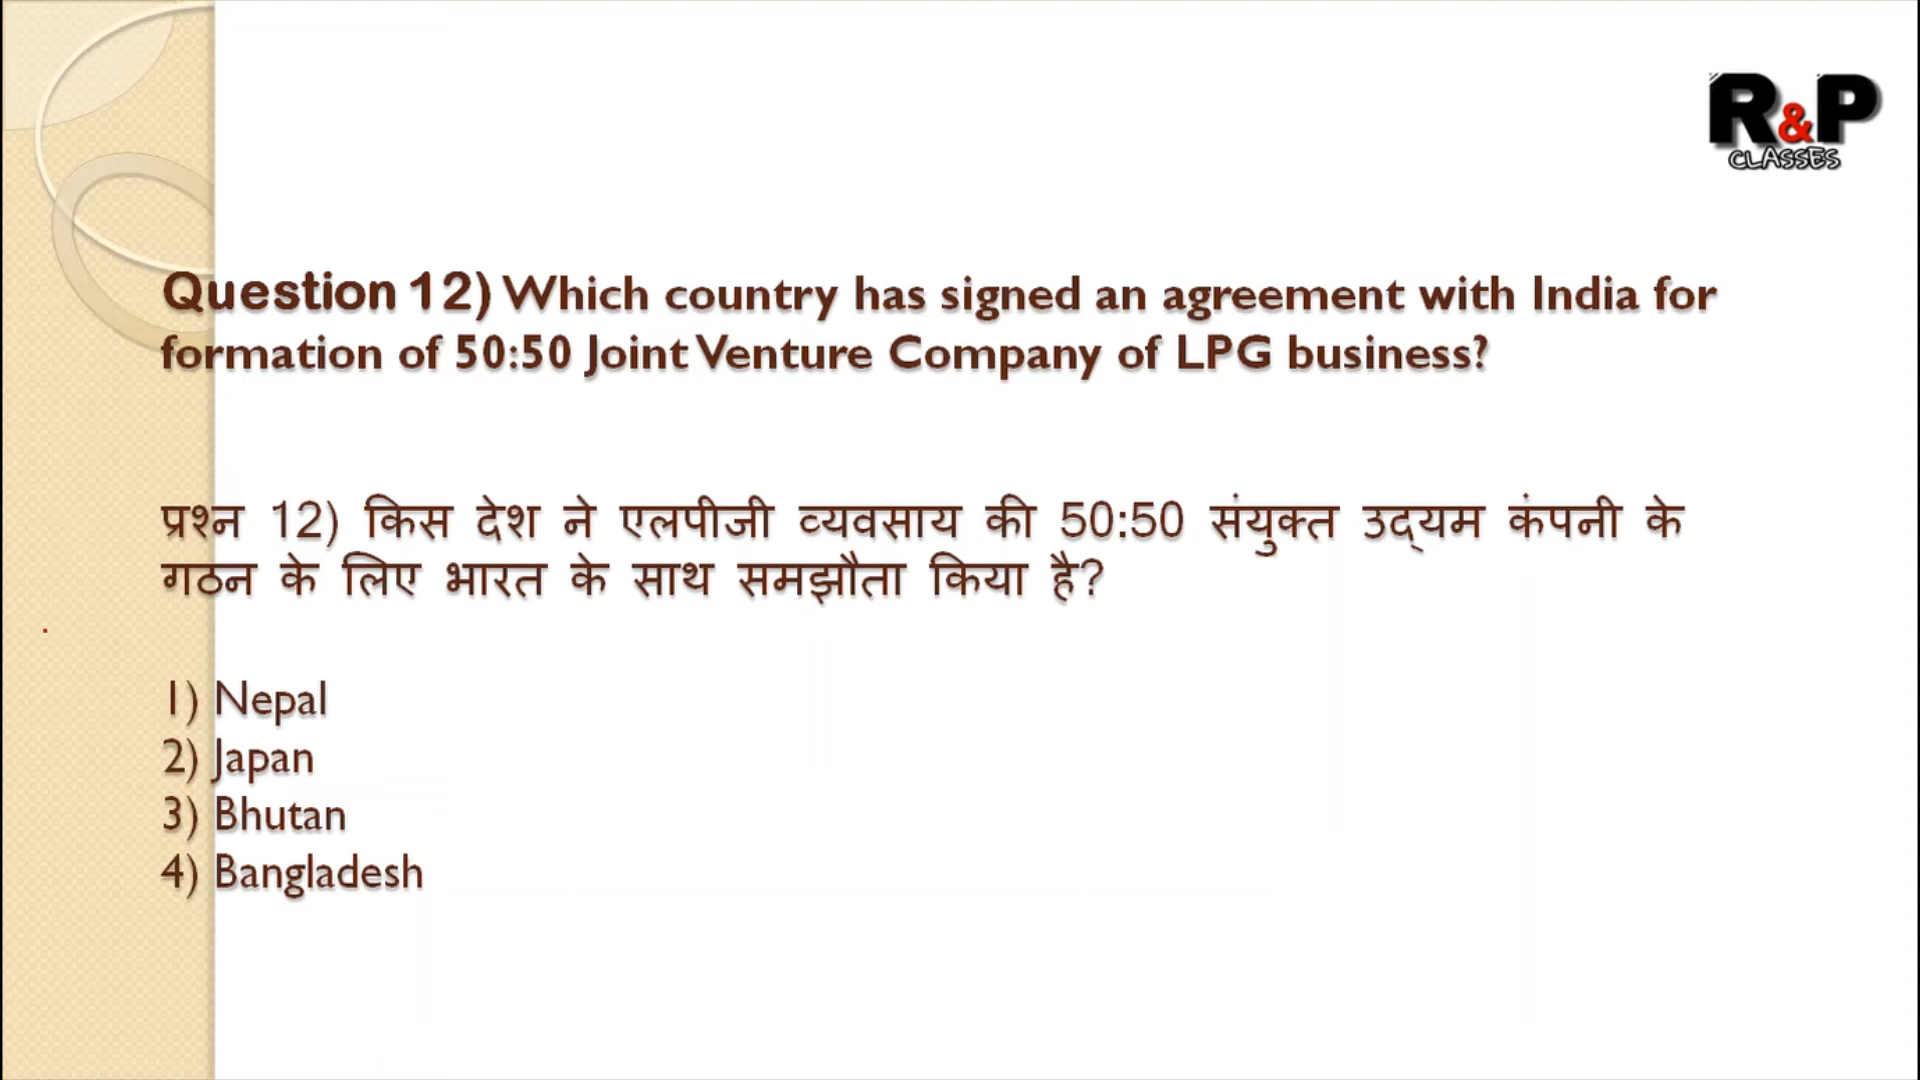 R&P
CLASSES
Question 12) Which country has signed an agreement with India for
formation of 50:50 Joint Venture Company of LPG business?
प्रश्न 12) किस देश ने एलपीजी व्यवसाय की 50:50 संयुक्त उद्यम कंपनी के
गठन के लिए भारत के साथ समझौता किया है?
1) Nepal
2) Japan
3) Bhutan
4) Bangladesh